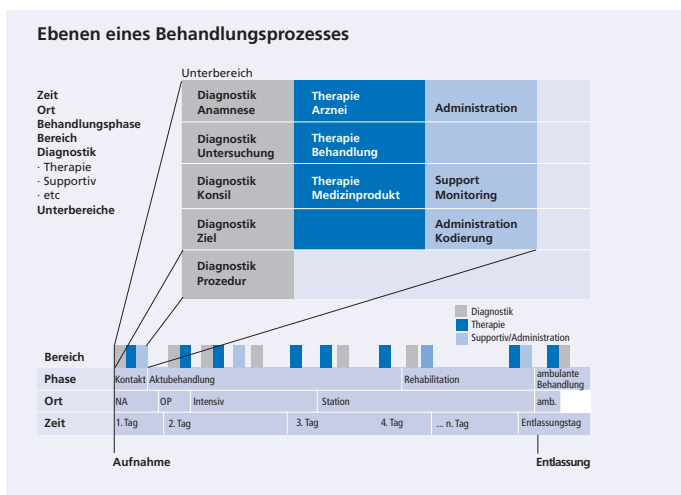 Ebenen eines Behandlungsprozesses
Unterbereich
Zeit
Ort
Behandlungsphase
Bereich
Diagnostik
· Therapie
· Supportiv
· etc
Unterbereiche
Diagnostik
Anamnese
Therapie
Arznei
Administration
Diagnostik
Untersuchung
Therapie
Behandlung
Diagnostik
Konsil
Therapie
Medizinprodukt
Support
Monitoring
Diagnostik
Ziel
Administration
Kodierung
Diagnostik
Prozedur
Diagnostik
Therapie
Supportiv/Administration
Bereich
Phase
Kontakt
Aktubehandlung
Rehabilitation
ambulante
Behandlung
Ort
NA
OP
Intensiv
Station
amb.
Zeit
1. Tag
2. Tag
3. Tag
4. Tag
... n. Tag
Entlassungstag
Aufnahme
Entlassung